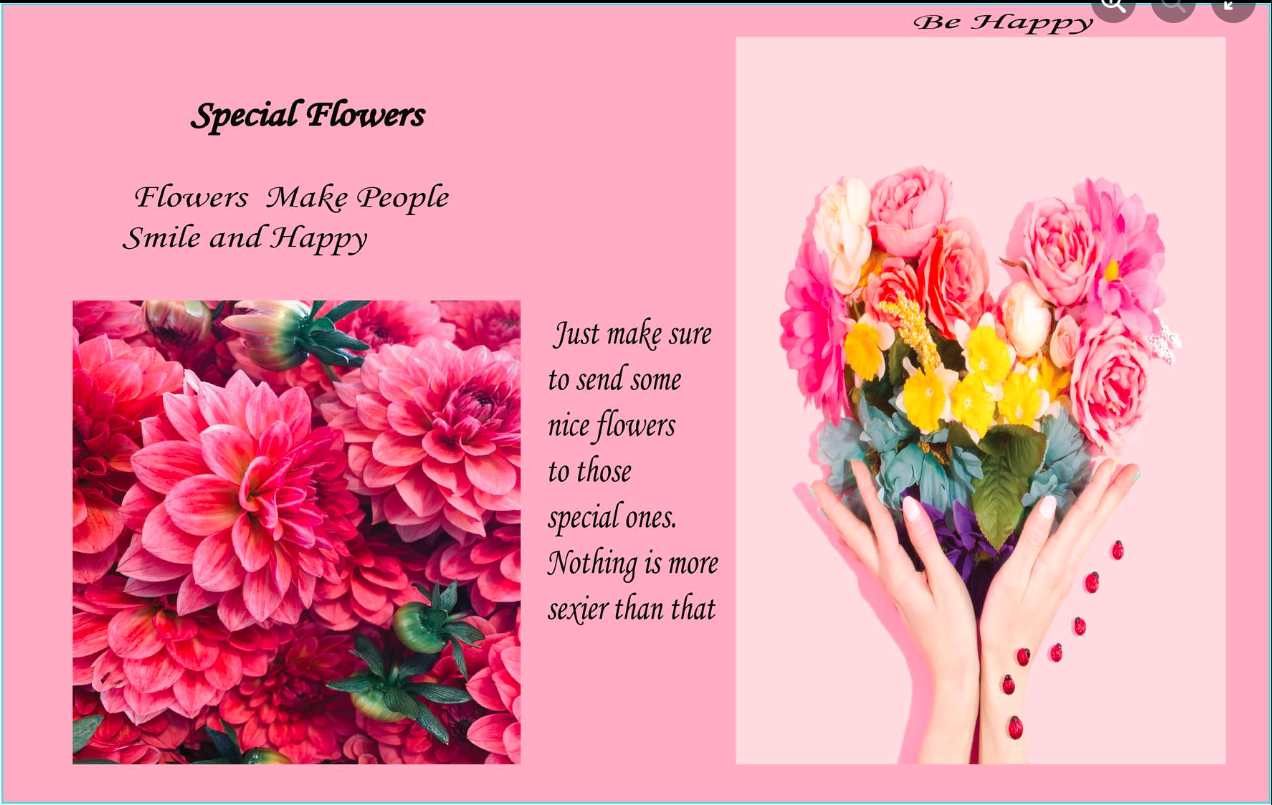 Be Happy
Special Flowers
Flowers Make People
Smile and Happy
Just make sure
to send some
nice flowers
to those
special ones.
Nothing is more
sexier than that